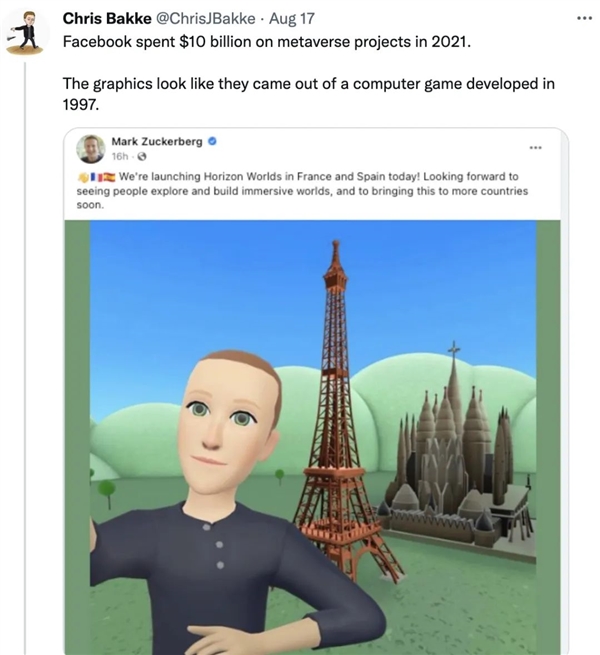 Chris Bakke @ChrisJBakke · Aug 17
Facebook spent $10 billion on metaverse projects in 2021.
The graphics look like they came out of a computer game developed in
1997.
Mark Zuckerberg
16h ·
👋🇫🇷🇪🇸 We're launching Horizon Worlds in France and Spain today! Looking forward to
seeing people explore and build immersive worlds, and to bringing this to more countries
soon.